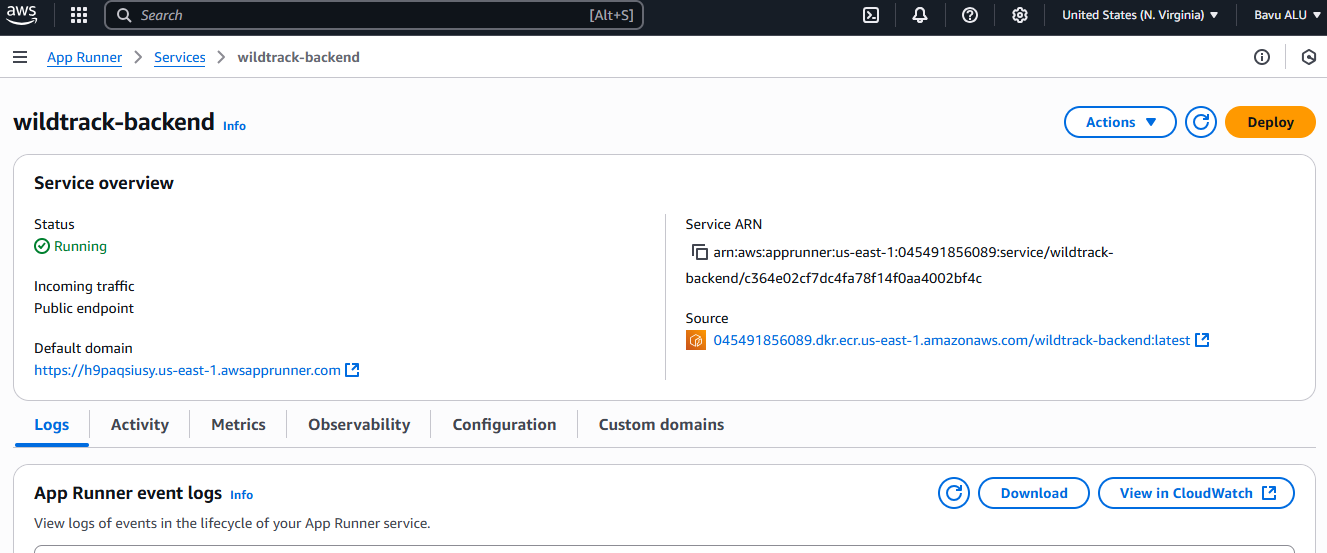 aws
Search
[Alt+S]
United States (N. Virginia)
Bavu ALU
App Runner
Services
wildtrack-backend
wildtrack-backend
Info
Actions
Deploy
Service overview
Status
Running
Incoming traffic
Public endpoint
Default domain
https://h9paqsiusy.us-east-1.awsapprunner.com
Service ARN
arn:aws:apprunner:us-east-1:045491856089:service/wildtrack-
backend/c364e02cf7dc4fa78f14f0aa4002bf4c
Source
045491856089.dkr.ecr.us-east-1.amazonaws.com/wildtrack-backend:latest
Logs
Activity
Metrics
Observability
Configuration
Custom domains
App Runner event logs
Info
Download
View in CloudWatch
View logs of events in the lifecycle of your App Runner service.